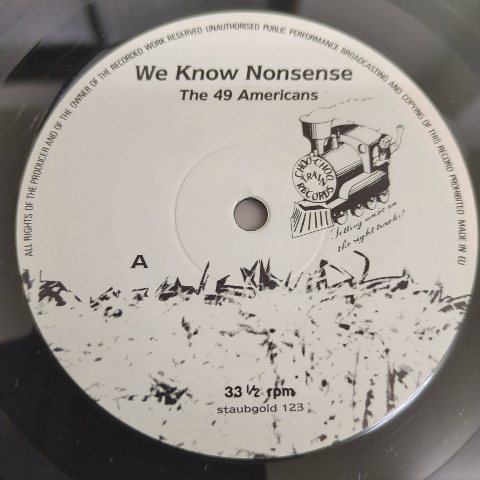 ALL RIGHTS OF THE PRODUCER AND OF THE OWNER OF THE RECORDED WORK RESERVED UNAUTHORISED PUBLIC PERFORMANCE BROADCASTING AND COPYING OF THIS RECORD PROHIBITED MADE IN EU
We Know Nonsense
The 49 Americans
CHOO-CHOO
TRAIN
RECORDS
Setting music on
the right tracks!
A
33 1/2 rpm
staubgold 123